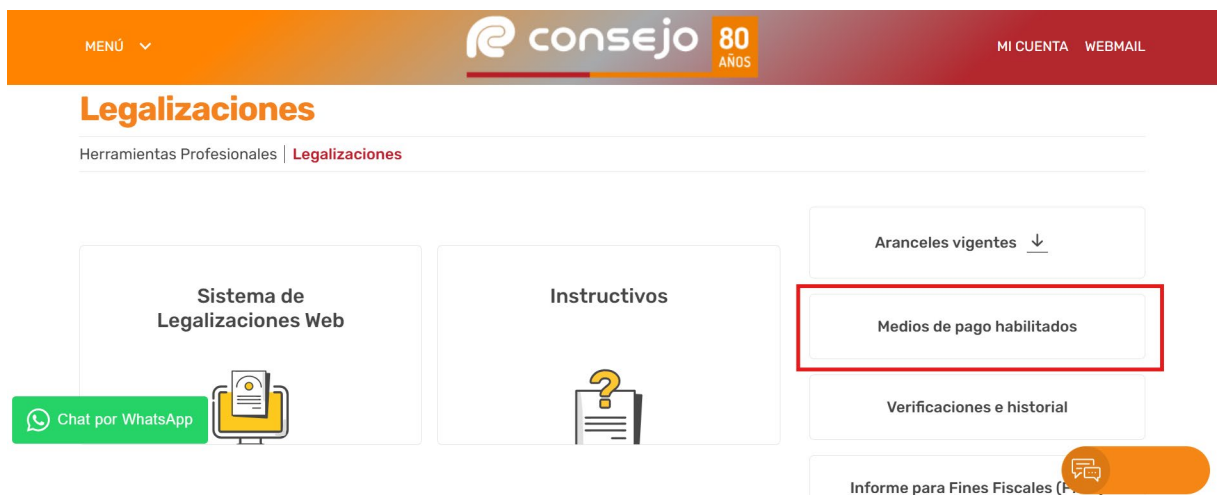 MENÚ
consejo 80 AÑOS
MI CUENTA WEBMAIL
Legalizaciones
Herramientas Profesionales | Legalizaciones
Sistema de
Legalizaciones Web
Instructivos
Aranceles vigentes
Medios de pago habilitados
Verificaciones e historial
Informe para Fines Fiscales
Chat por WhatsApp